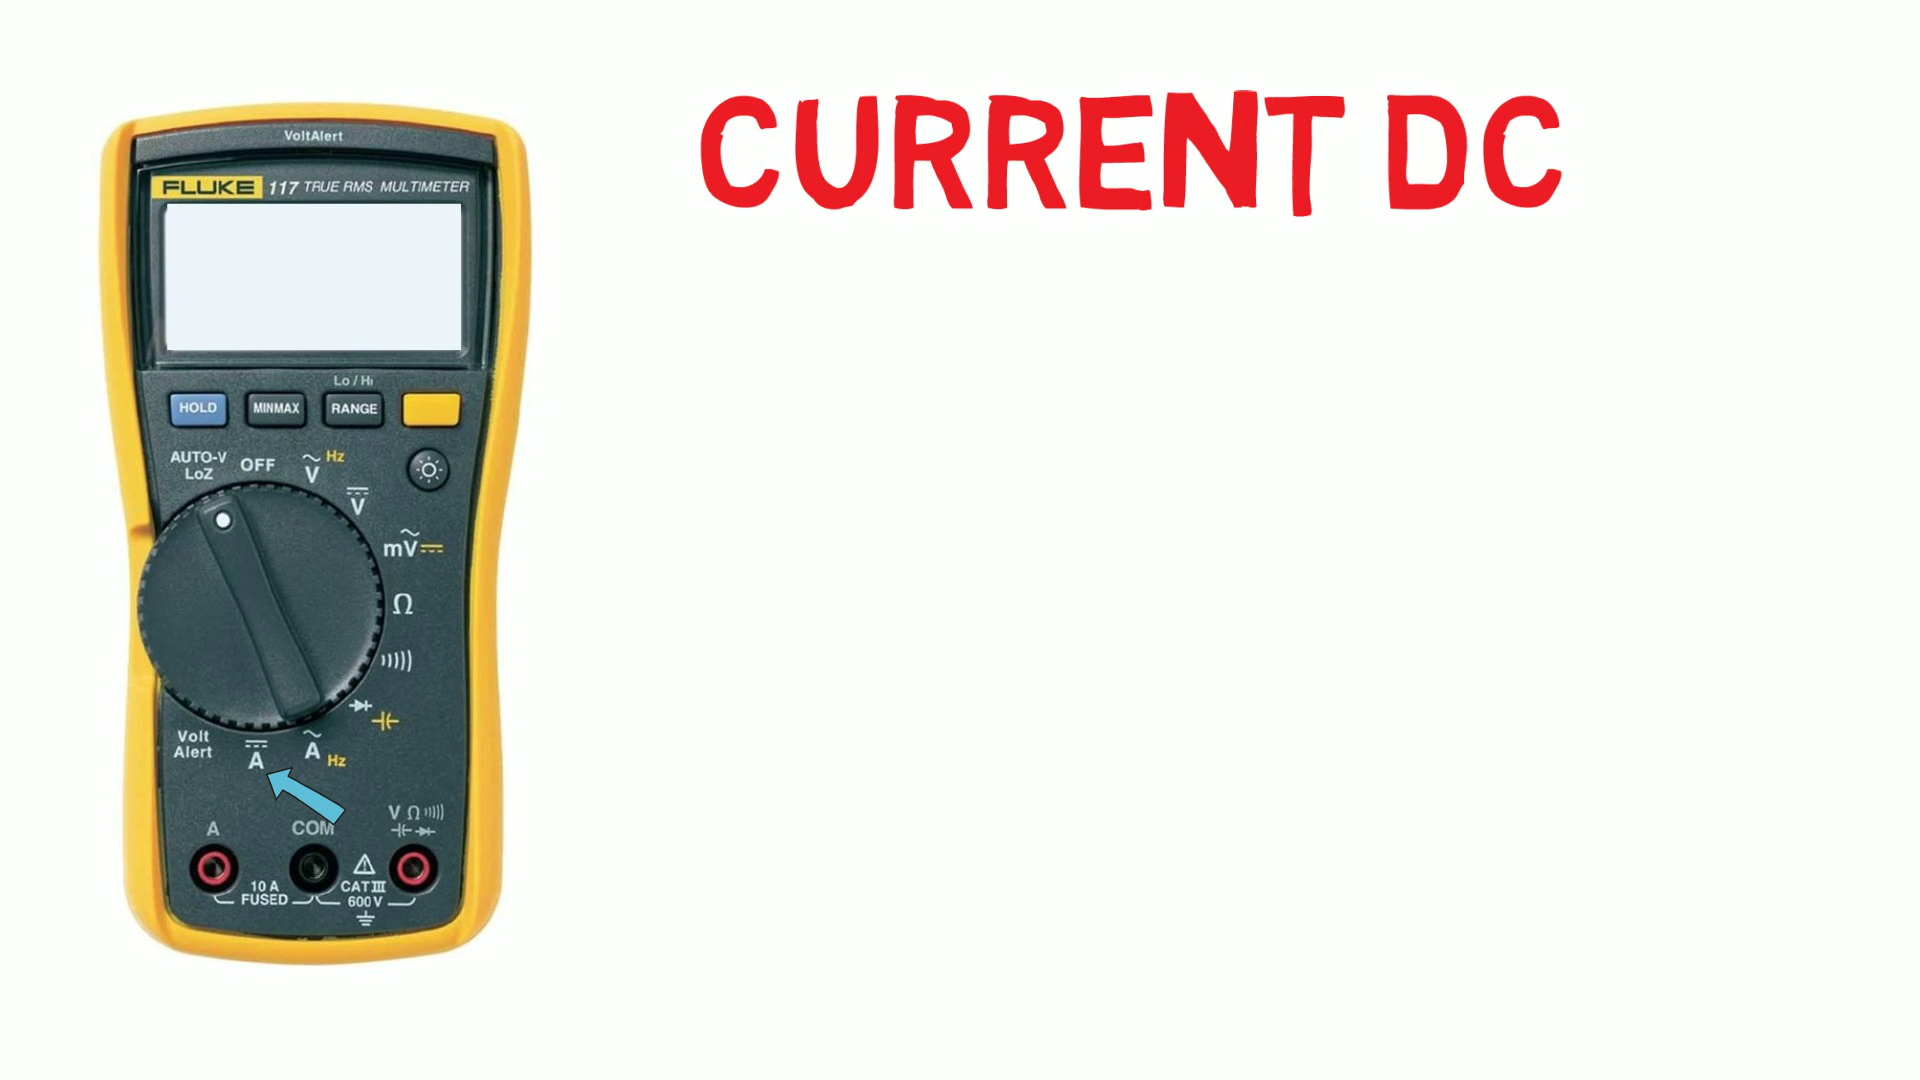 CURRENT DC
VoltAlert
FLUKE 117 TRUE RMS MULTIMETER
Lo / Hi
HOLD MINMAX RANGE
AUTO-V
LoZ
OFF
V Hz
V
mV
Ω
Volt
Alert
A
A Hz
A
COM
V Ω
10 A
FUSED
CAT III
600 V